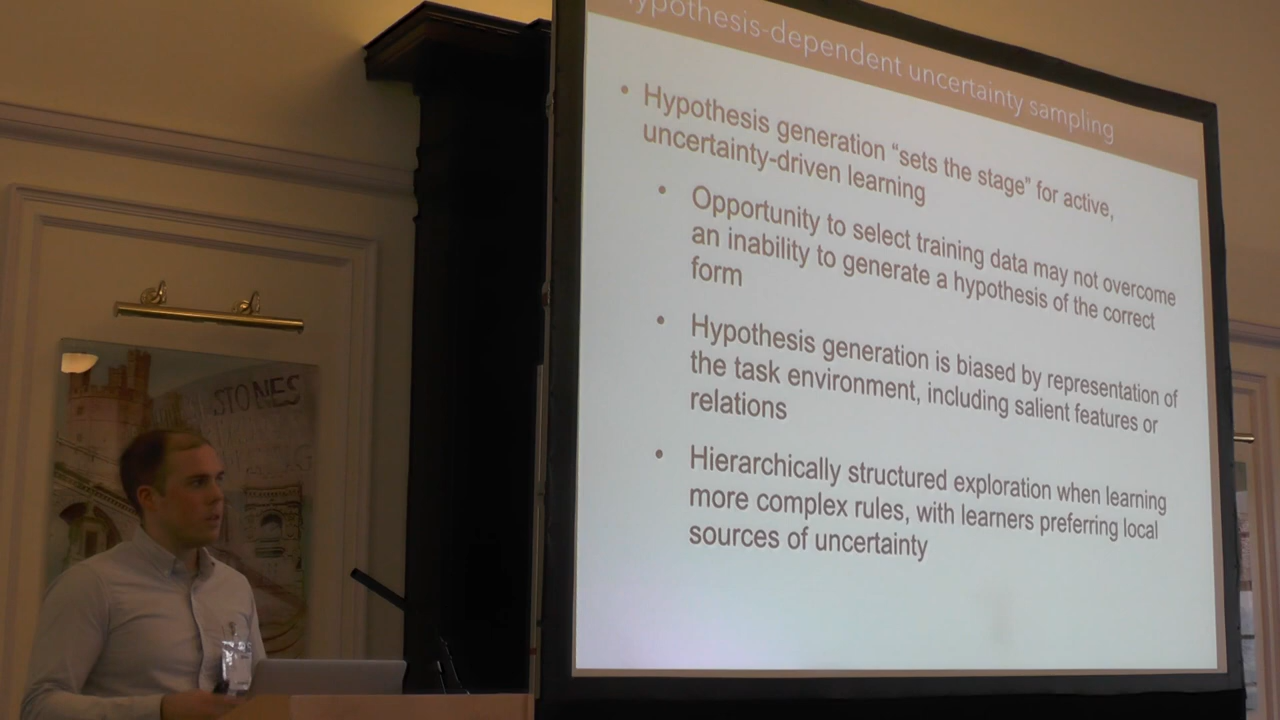 hypothesis-dependent uncertainty sampling
• Hypothesis generation “sets the stage” for active,
uncertainty-driven learning
• Opportunity to select training data may not overcome
an inability to generate a hypothesis of the correct
form
• Hypothesis generation is biased by representation of
the task environment, including salient features or
relations
• Hierarchically structured exploration when learning
more complex rules, with learners preferring local
sources of uncertainty
STONES